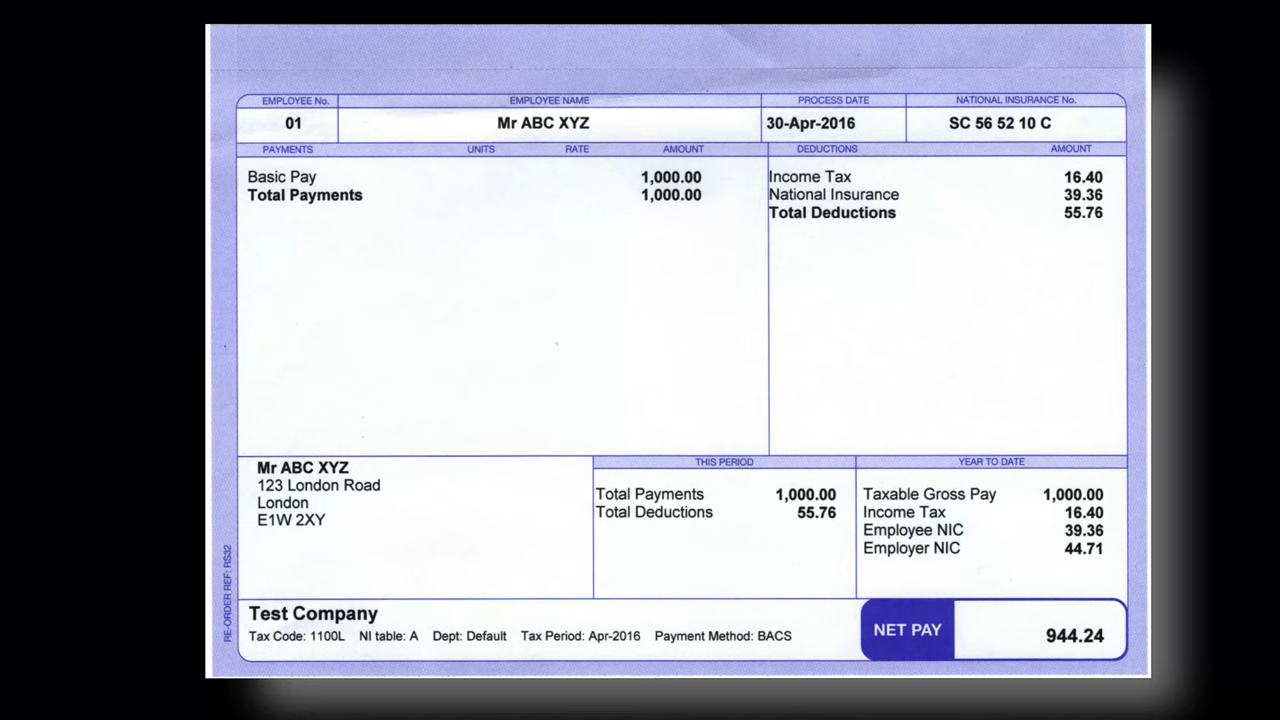 EMPLOYEE No. EMPLOYEE NAME PROCESS DATE NATIONAL INSURANCE No.
01 Mr ABC XYZ 30-Apr-2016 SC 56 52 10 C
PAYMENTS UNITS RATE AMOUNT DEDUCTIONS AMOUNT
Basic Pay 1,000.00 Income Tax 16.40
Total Payments 1,000.00 National Insurance 39.36
Total Deductions 55.76
Mr ABC XYZ
123 London Road
London
E1W 2XY
THIS PERIOD
Total Payments 1,000.00
Total Deductions 55.76
YEAR TO DATE
Taxable Gross Pay 1,000.00
Income Tax 16.40
Employee NIC 39.36
Employer NIC 44.71
RE-ORDER REF: RS32
Test Company
Tax Code: 1100L NI table: A Dept: Default Tax Period: Apr-2016 Payment Method: BACS
NET PAY 944.24